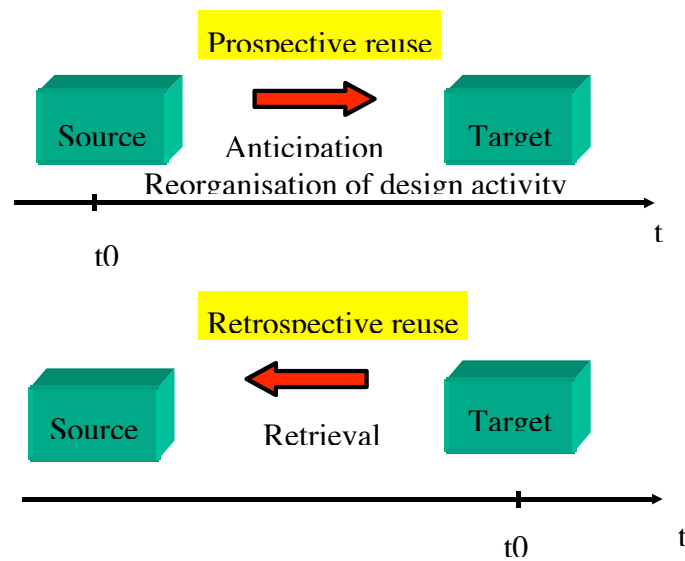 Prospective reuse
Source
Target
Anticipation
Reorganisation of design activity
t
t0
Retrospective reuse
Source
Target
Retrieval
t0
t